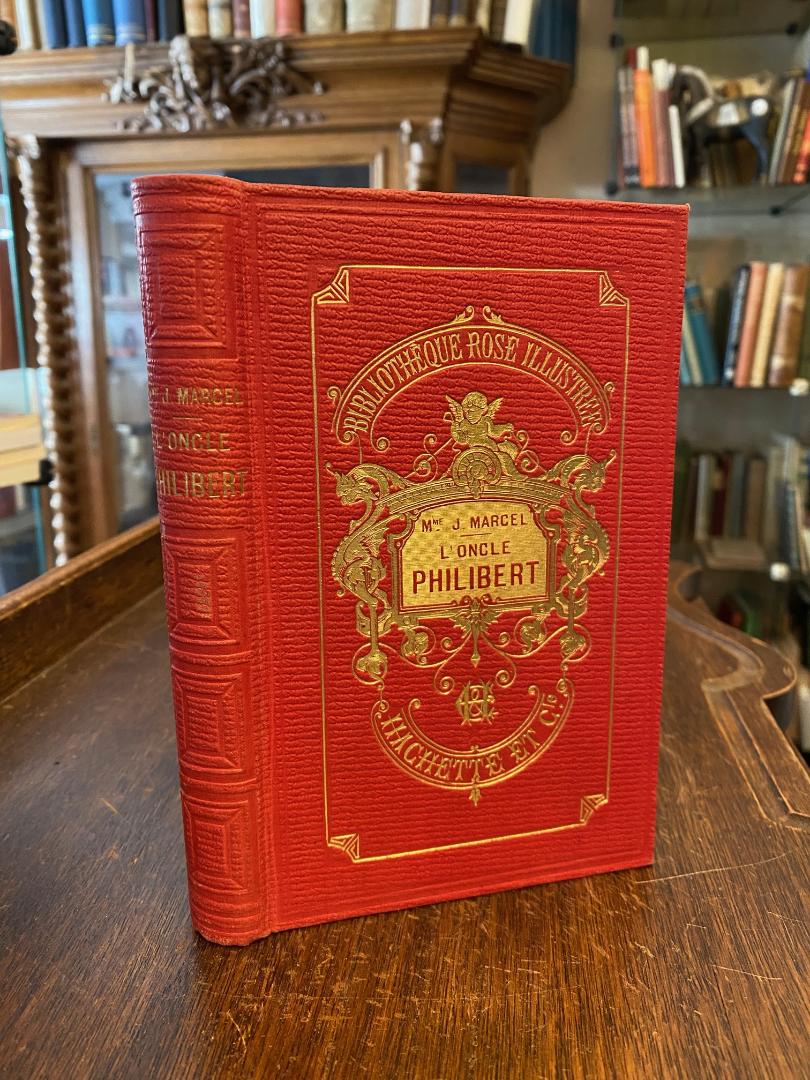 Mᴹᴱ J. MARCEL
L'ONCLE
PHILIBERT
BIBLIOTHÈQUE ROSE ILLUSTRÉE
Mᴹᴱ J. MARCEL
L'ONCLE
PHILIBERT
HACHETTE ET Cⁱᵉ